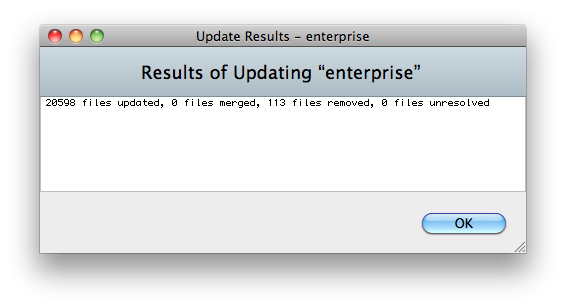 Update Results – enterprise
Results of Updating “enterprise”
20598 files updated, 0 files merged, 113 files removed, 0 files unresolved
OK